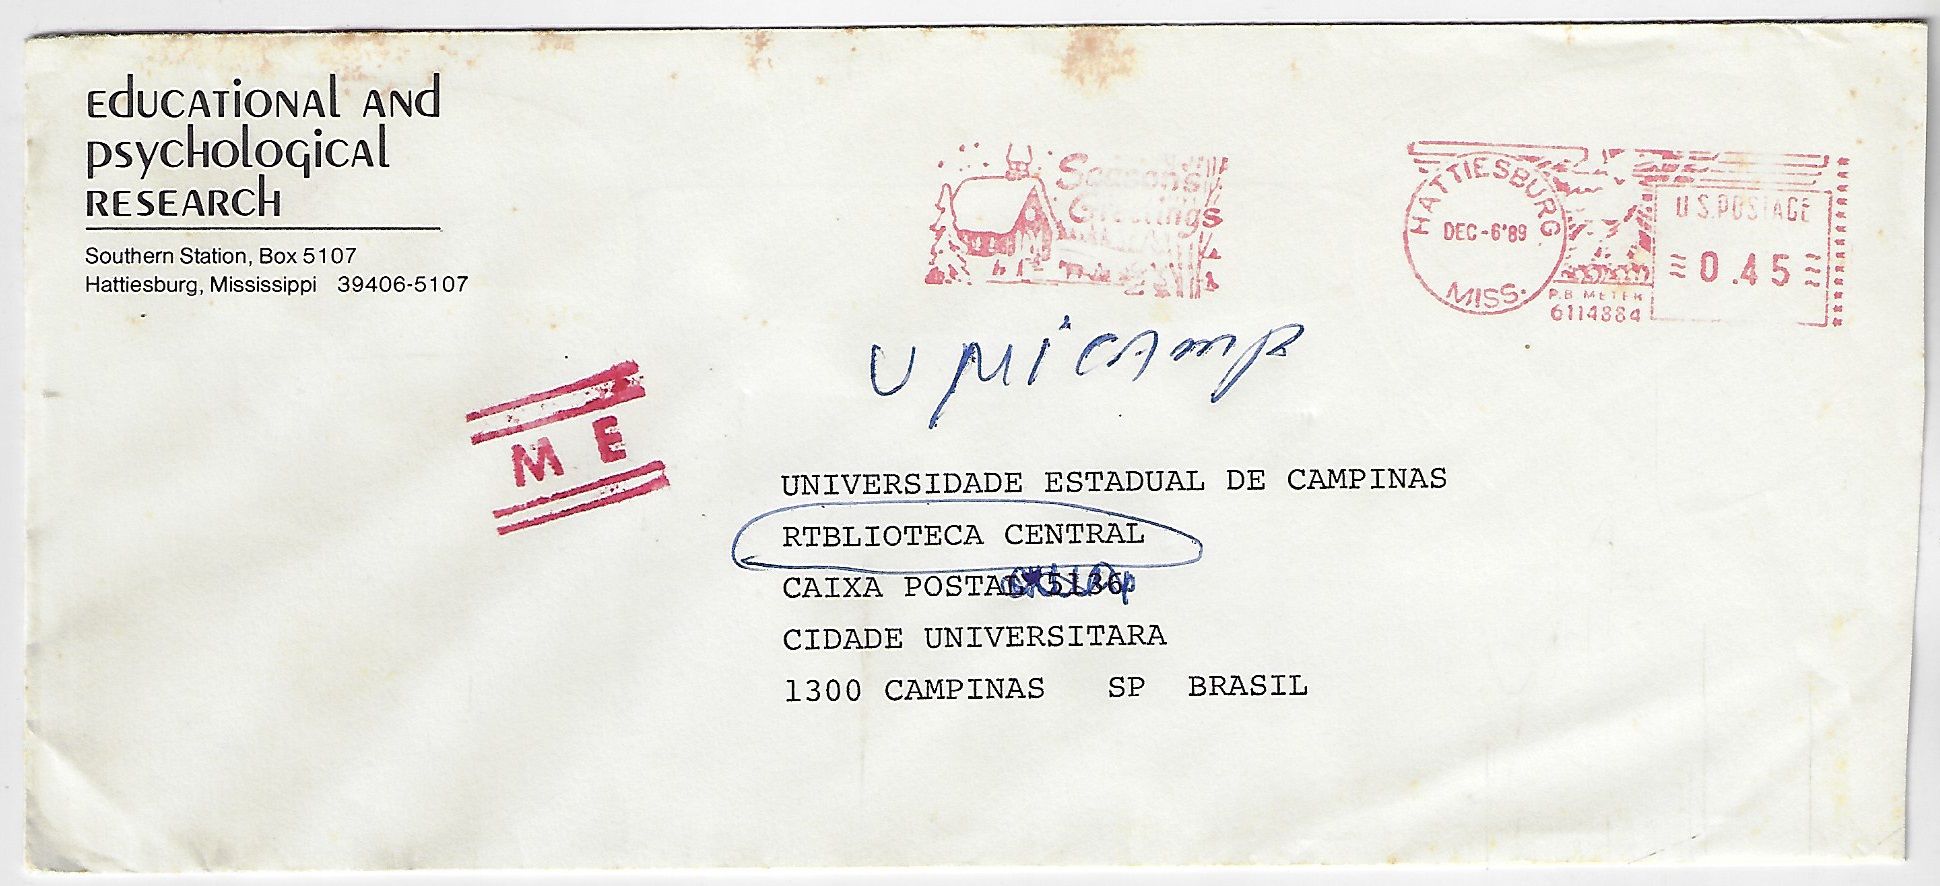 Educational and
psychological
Research
Southern Station, Box 5107
Hattiesburg, Mississippi 39406-5107
Season's
Greetings
HATTIESBURG
DEC-6'89
MISS.
P.B. METER
6114884
U.S. POSTAGE
0.45
UNICAMP
M E
UNIVERSIDADE ESTADUAL DE CAMPINAS
RTBLIOTECA CENTRAL
CAIXA POSTAL 5136
CIDADE UNIVERSITARA
1300 CAMPINAS SP BRASIL